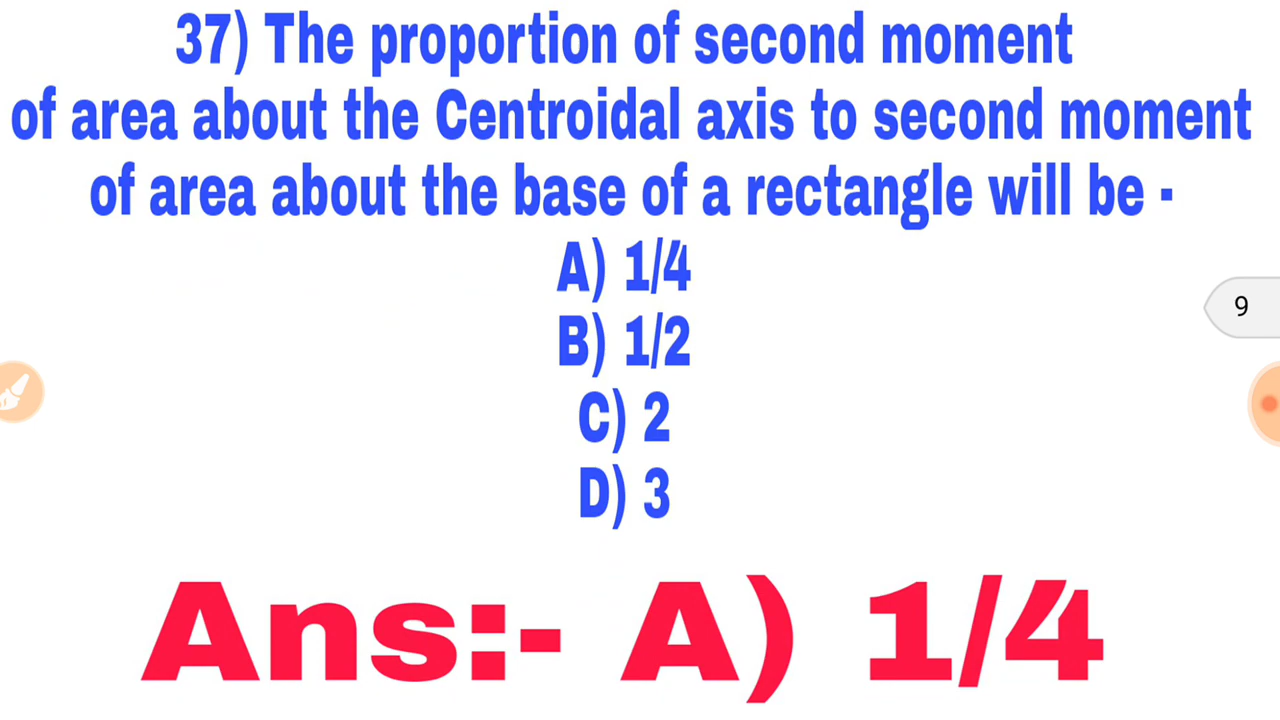 37) The proportion of second moment
of area about the Centroidal axis to second moment
of area about the base of a rectangle will be -
A) 1/4
B) 1/2
C) 2
D) 3
9
Ans:- A) 1/4